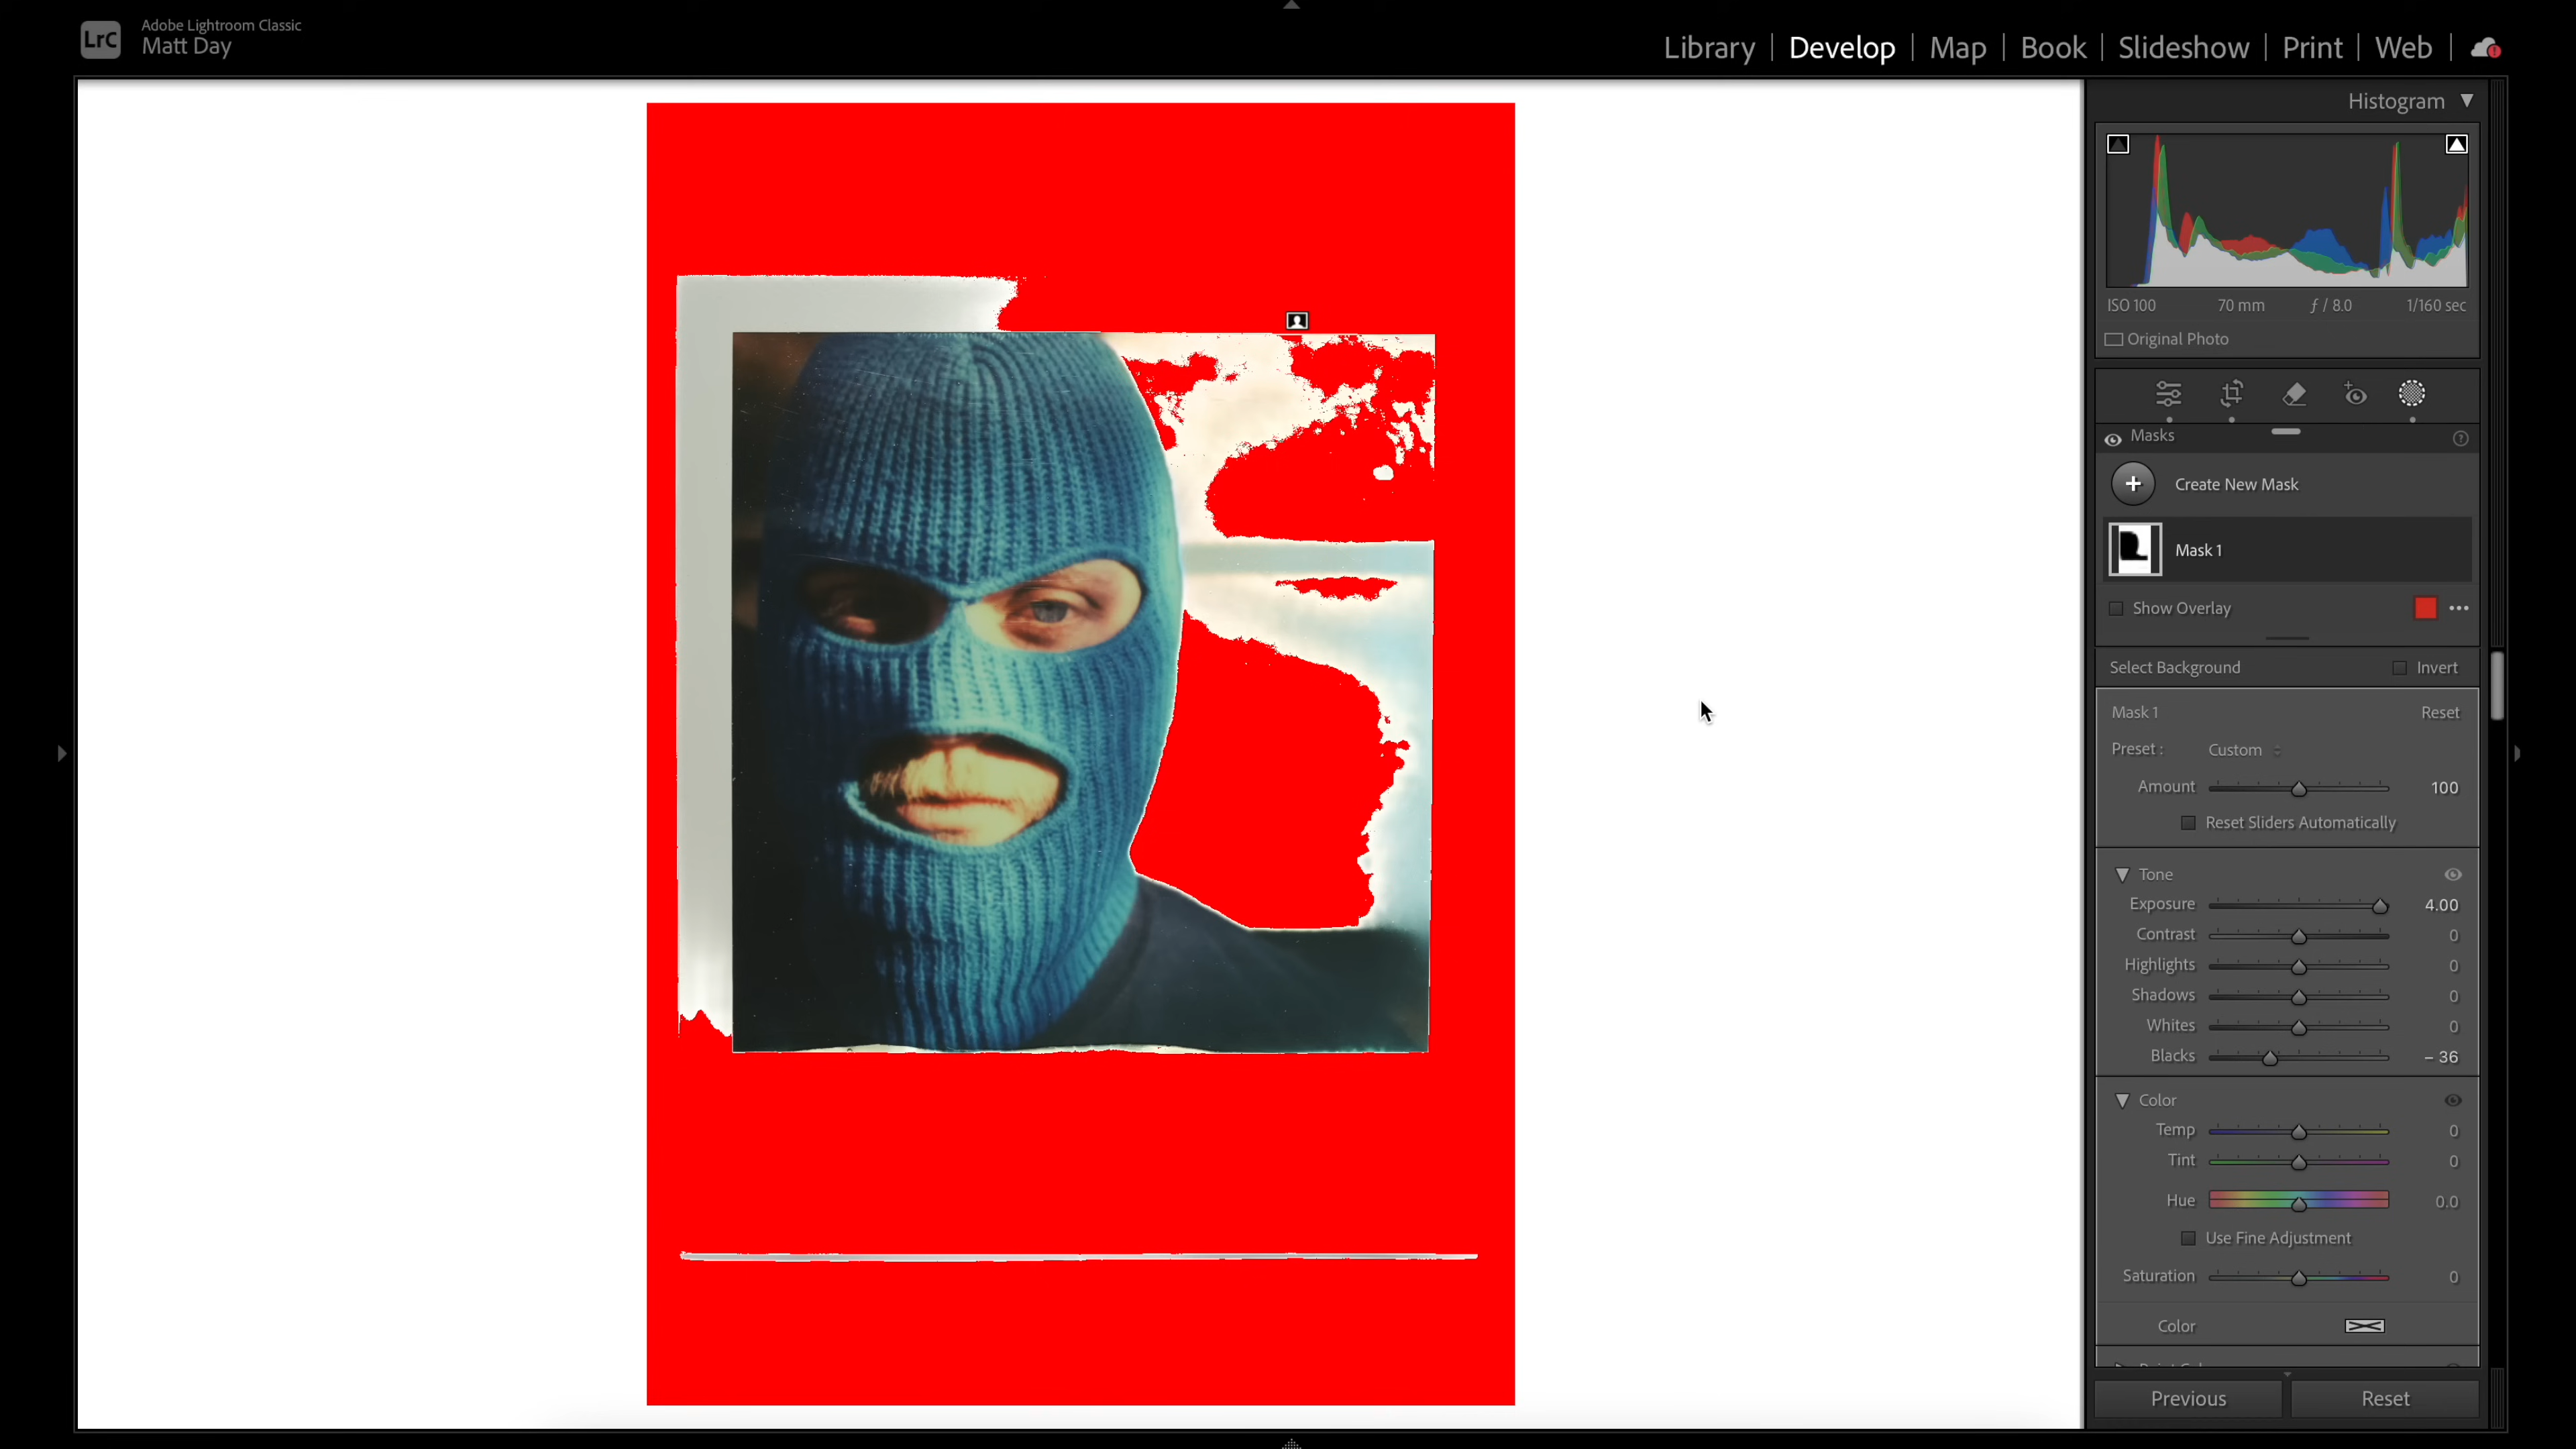 LrC
Adobe Lightroom Classic
Matt Day
Library | Develop | Map | Book | Slideshow | Print | Web
Histogram
ISO 100 70 mm ƒ / 8.0 1/160 sec
Original Photo
Masks
Create New Mask
Mask 1
Show Overlay
Select Background Invert
Mask 1 Reset
Preset : Custom
Amount 100
Reset Sliders Automatically
Tone
Exposure 4.00
Contrast 0
Highlights 0
Shadows 0
Whites 0
Blacks – 36
Color
Temp 0
Tint 0
Hue 0.0
Use Fine Adjustment
Saturation 0
Color
Previous Reset